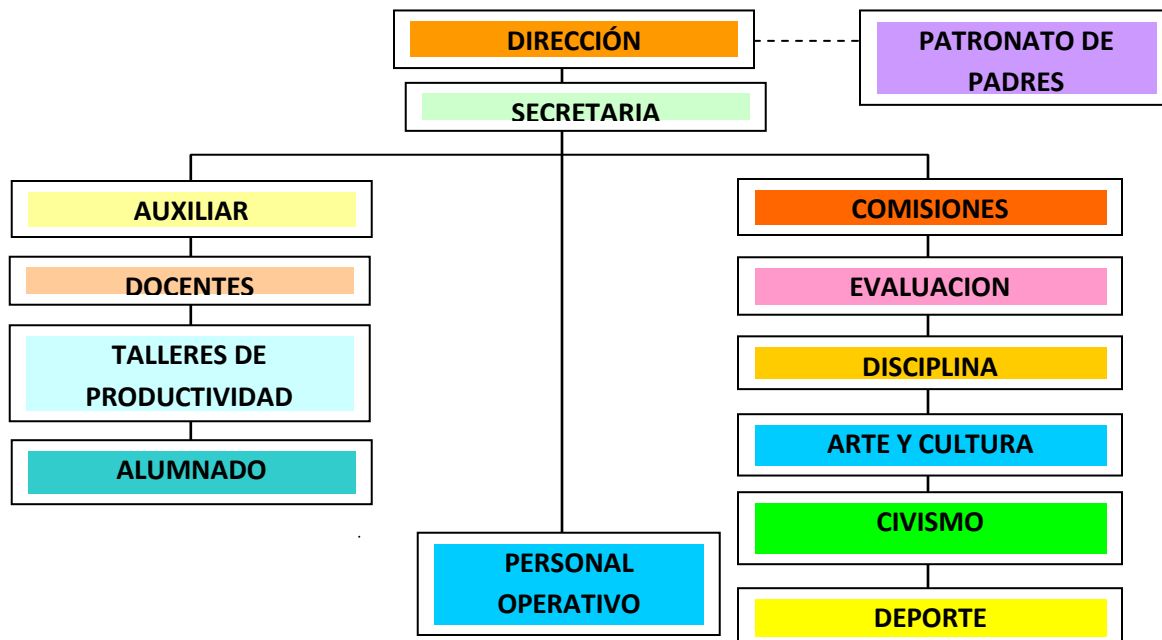 DIRECCIÓN
PATRONATO DE
PADRES
SECRETARIA
AUXILIAR
DOCENTES
TALLERES DE
PRODUCTIVIDAD
ALUMNADO
PERSONAL
OPERATIVO
COMISIONES
EVALUACION
DISCIPLINA
ARTE Y CULTURA
CIVISMO
DEPORTE